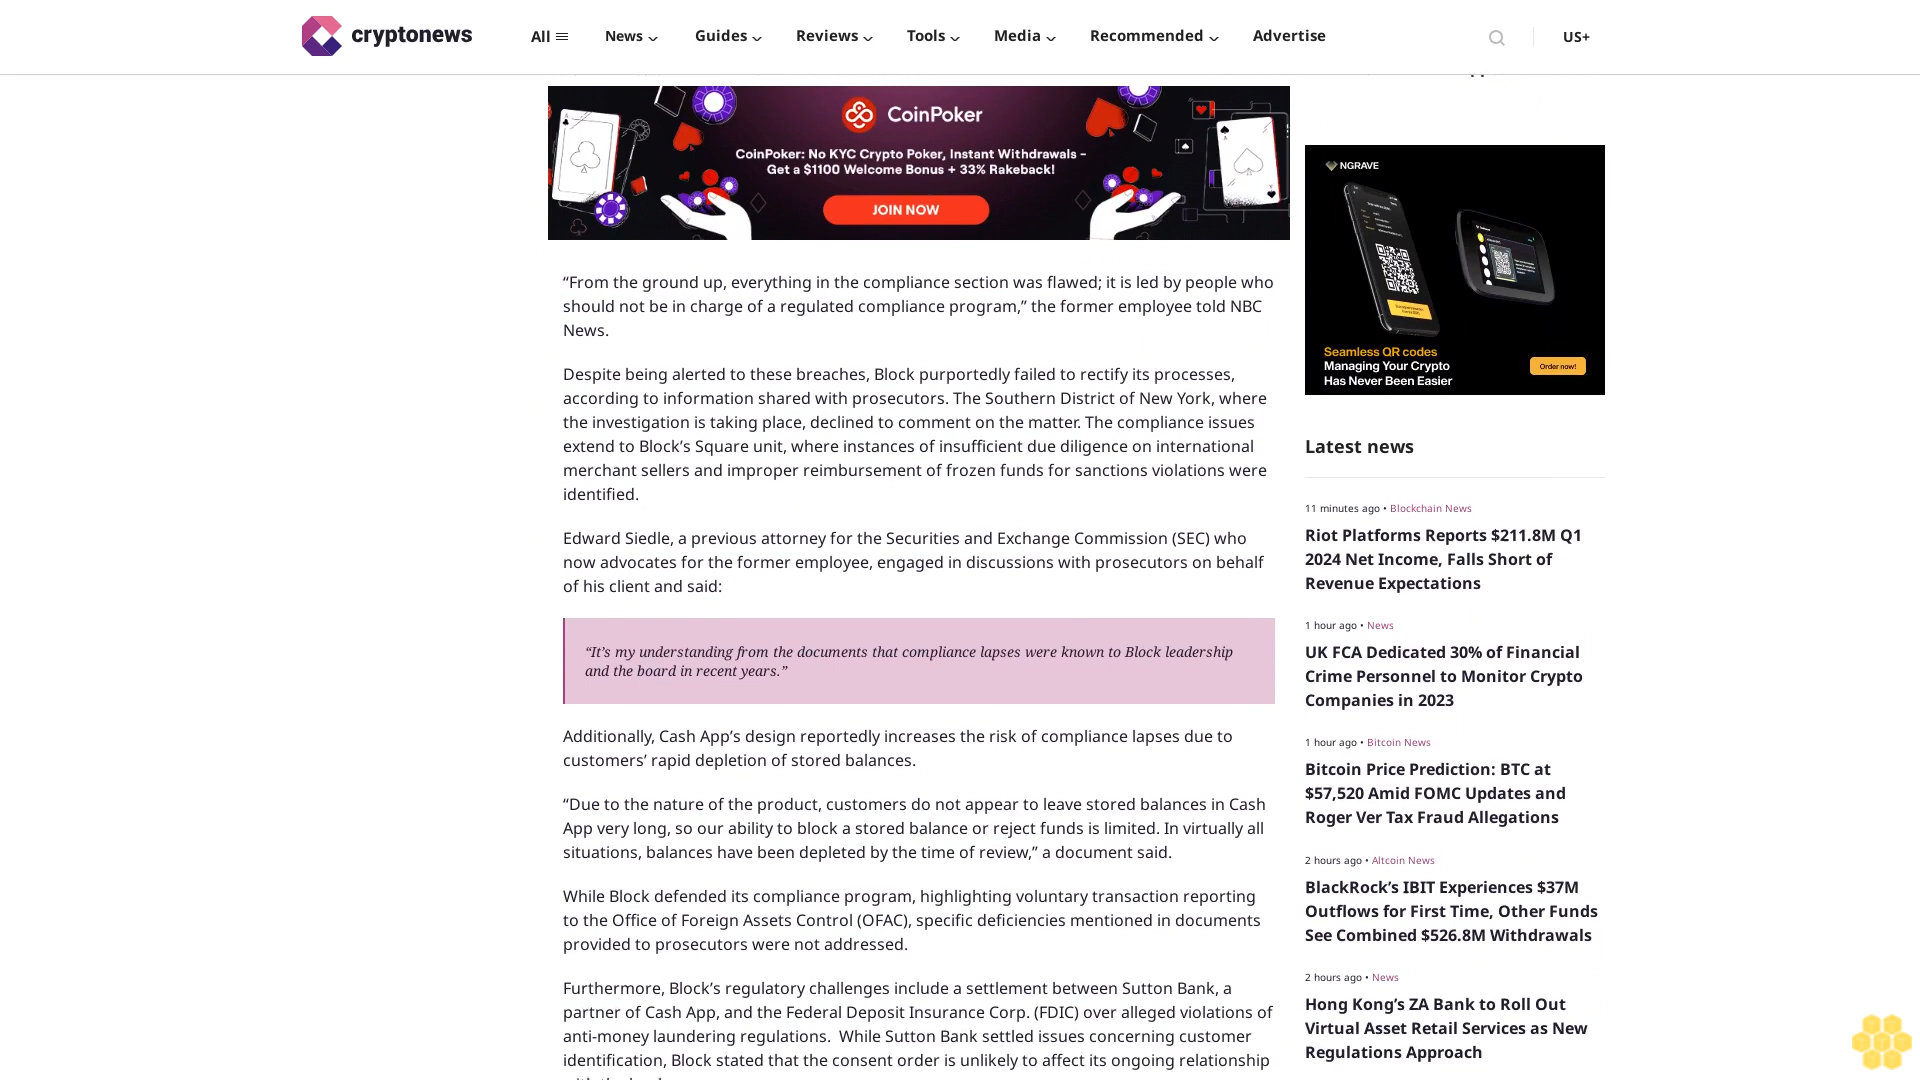 cryptonews
All
News
Guides
Reviews
Tools
Media
Recommended
Advertise
US+
CoinPoker
CoinPoker: No KYC Crypto Poker, Instant Withdrawals -
Get a $1100 Welcome Bonus + 33% Rakeback!
JOIN NOW
“From the ground up, everything in the compliance section was flawed; it is led by people who
should not be in charge of a regulated compliance program,” the former employee told NBC
News.
Despite being alerted to these breaches, Block purportedly failed to rectify its processes,
according to information shared with prosecutors. The Southern District of New York, where
the investigation is taking place, declined to comment on the matter. The compliance issues
extend to Block’s Square unit, where instances of insufficient due diligence on international
merchant sellers and improper reimbursement of frozen funds for sanctions violations were
identified.
Edward Siedle, a previous attorney for the Securities and Exchange Commission (SEC) who
now advocates for the former employee, engaged in discussions with prosecutors on behalf
of his client and said:
“It’s my understanding from the documents that compliance lapses were known to Block leadership
and the board in recent years.”
Additionally, Cash App’s design reportedly increases the risk of compliance lapses due to
customers’ rapid depletion of stored balances.
“Due to the nature of the product, customers do not appear to leave stored balances in Cash
App very long, so our ability to block a stored balance or reject funds is limited. In virtually all
situations, balances have been depleted by the time of review,” a document said.
While Block defended its compliance program, highlighting voluntary transaction reporting
to the Office of Foreign Assets Control (OFAC), specific deficiencies mentioned in documents
provided to prosecutors were not addressed.
Furthermore, Block’s regulatory challenges include a settlement between Sutton Bank, a
partner of Cash App, and the Federal Deposit Insurance Corp. (FDIC) over alleged violations of
anti-money laundering regulations.  While Sutton Bank settled issues concerning customer
identification, Block stated that the consent order is unlikely to affect its ongoing relationship
NGRAVE
Seamless QR codes
Managing Your Crypto
Has Never Been Easier
Order now!
Latest news
11 minutes ago • Blockchain News
Riot Platforms Reports $211.8M Q1
2024 Net Income, Falls Short of
Revenue Expectations
1 hour ago • News
UK FCA Dedicated 30% of Financial
Crime Personnel to Monitor Crypto
Companies in 2023
1 hour ago • Bitcoin News
Bitcoin Price Prediction: BTC at
$57,520 Amid FOMC Updates and
Roger Ver Tax Fraud Allegations
2 hours ago • Altcoin News
BlackRock’s IBIT Experiences $37M
Outflows for First Time, Other Funds
See Combined $526.8M Withdrawals
2 hours ago • News
Hong Kong’s ZA Bank to Roll Out
Virtual Asset Retail Services as New
Regulations Approach